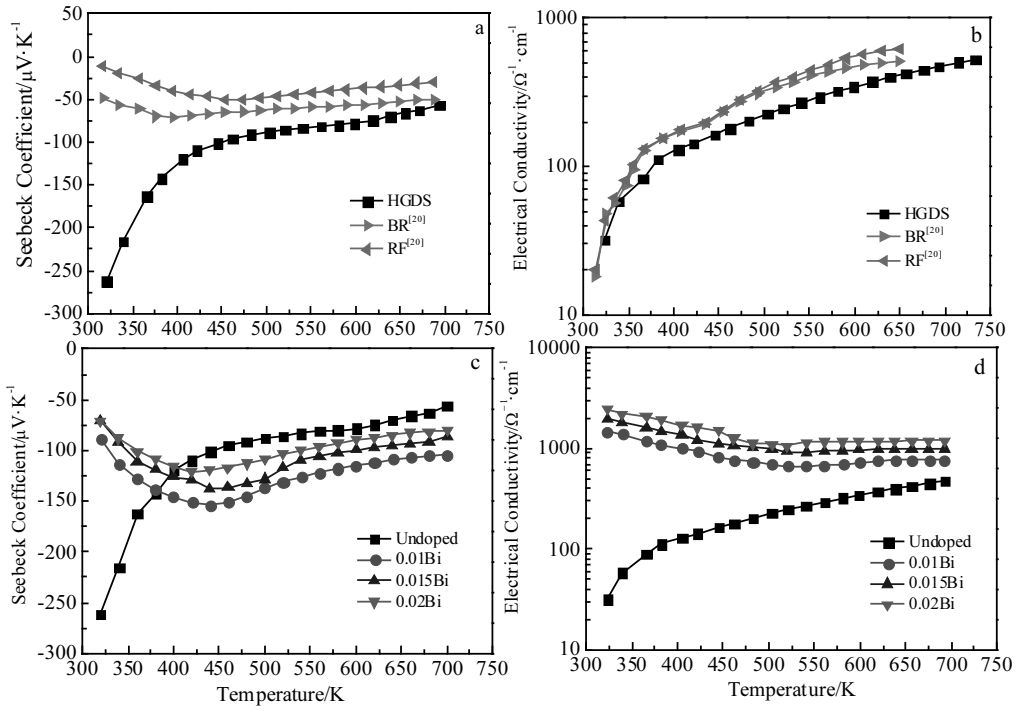 50
0
-50
-100
-150
-200
-250
-300
300 350 400 450 500 550 600 650 700 750
Seebeck Coefficient/μV·K⁻¹
a
HGDS
BR[20]
RF[20]
1000
100
10
300 350 400 450 500 550 600 650 700 750
Electrical Conductivity/Ω⁻¹·cm⁻¹
b
HGDS
BR[20]
RF[20]
0
-50
-100
-150
-200
-250
-300
300 350 400 450 500 550 600 650 700 750
Seebeck Coefficient/μV·K⁻¹
Temperature/K
c
Undoped
0.01Bi
0.015Bi
0.02Bi
10000
1000
100
10
300 350 400 450 500 550 600 650 700 750
Electrical Conductivity/Ω⁻¹·cm⁻¹
Temperature/K
d
Undoped
0.01Bi
0.015Bi
0.02Bi